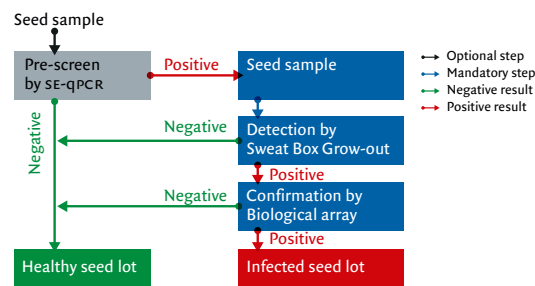 Seed sample
Pre-screen
by SE-qPCR
Positive
Seed sample
Optional step
Mandatory step
Negative result
Positive result
Negative
Negative
Detection by
Sweat Box Grow-out
Positive
Negative
Confirmation by
Biological array
Positive
Healthy seed lot
Infected seed lot